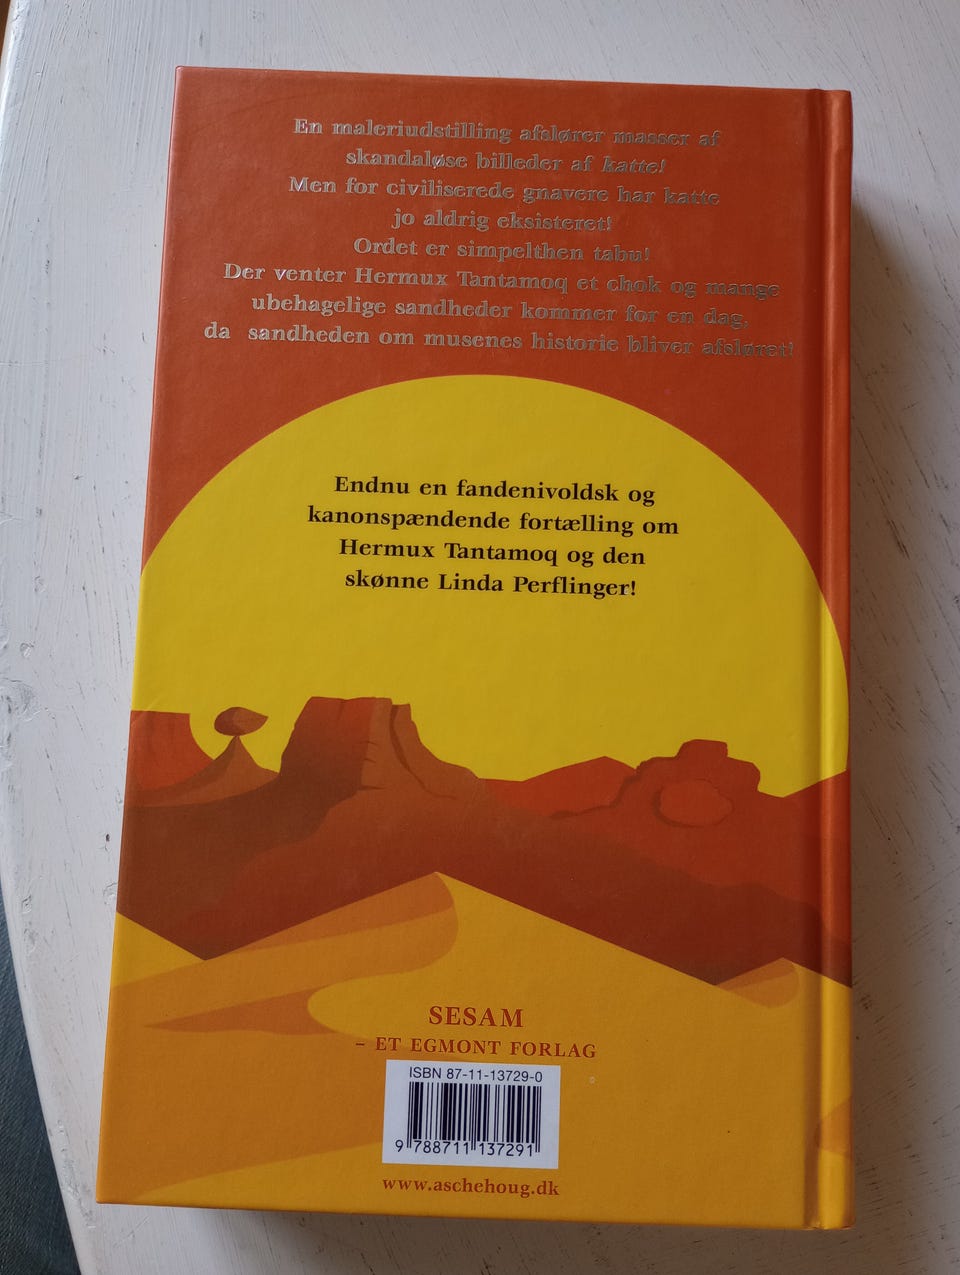 En maleriudstilling afslører masser af
skandaløse billeder af katte!
Men for civiliserede gnavere har katte
jo aldrig eksisteret!
Ordet er simpelthen tabu!
Der venter Hermux Tantamoq et chok og mange
ubehagelige sandheder kommer for en dag,
da sandheden om musenes historie bliver afsløret!
Endnu en fandenivoldsk og
kanonspændende fortælling om
Hermux Tantamoq og den
skønne Linda Perflinger!
SESAM
– ET EGMONT FORLAG
ISBN 87-11-13729-0
9 788711 137291
www.aschehoug.dk